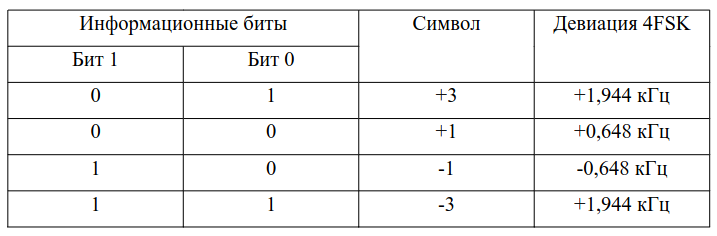 Информационные биты Символ Девиация 4FSK
Бит 1 Бит 0
0 1 +3 +1,944 кГц
0 0 +1 +0,648 кГц
1 0 -1 -0,648 кГц
1 1 -3 +1,944 кГц